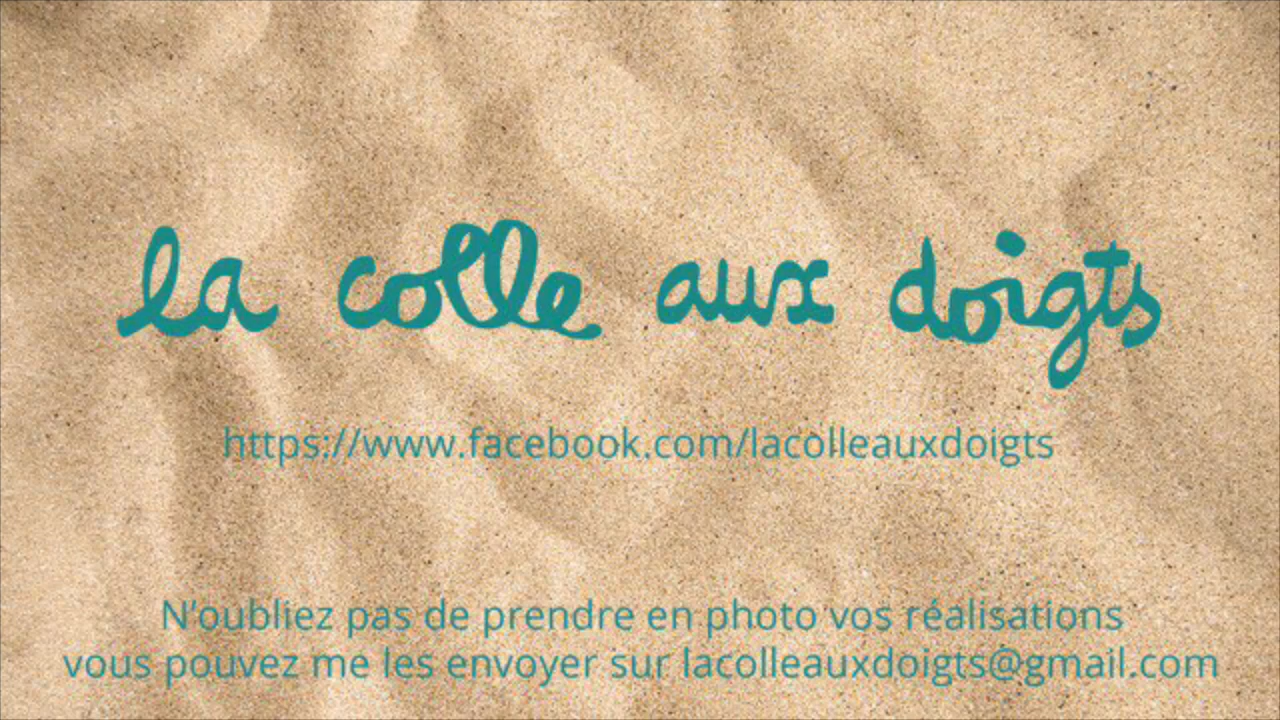 la colle aux doigts
https://www.facebook.com/lacolleauxdoigts
N'oubliez pas de prendre en photo vos réalisations
vous pouvez me les envoyer sur lacolleauxdoigts@gmail.com